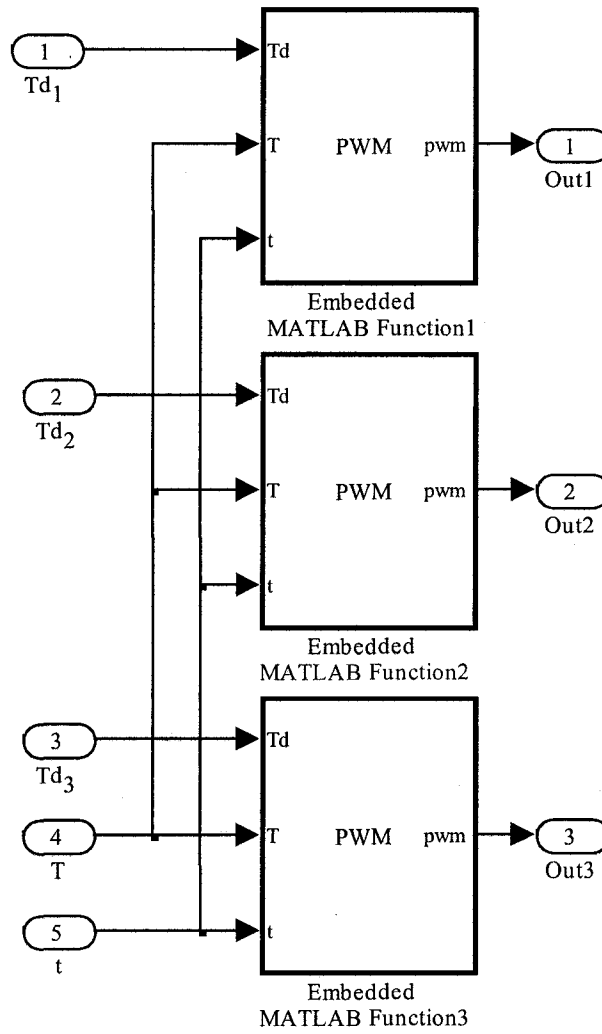 1
Td1
Td
T
t
PWM
pwm
1
Out1
Embedded
MATLAB Function1
2
Td2
Td
T
t
PWM
pwm
2
Out2
Embedded
MATLAB Function2
3
Td3
4
T
5
t
Td
T
t
PWM
pwm
3
Out3
Embedded
MATLAB Function3